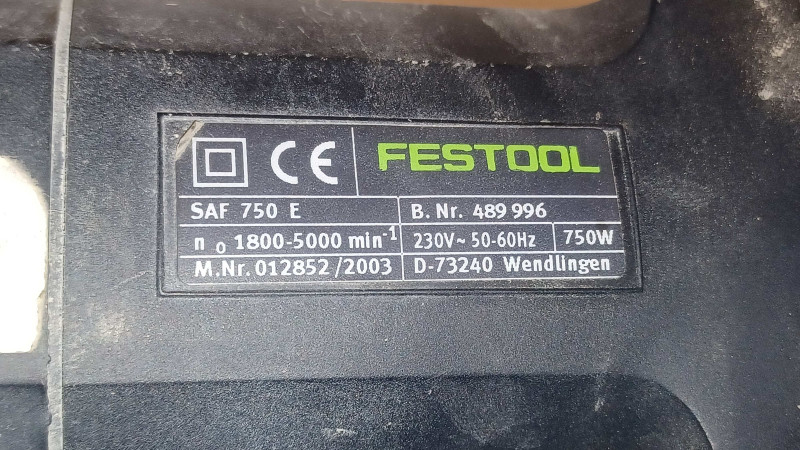 CE FESTOOL
SAF 750 E B. Nr. 489 996
n o 1800-5000 min-1 230V~ 50-60Hz 750W
M.Nr. 012852/2003 D-73240 Wendlingen